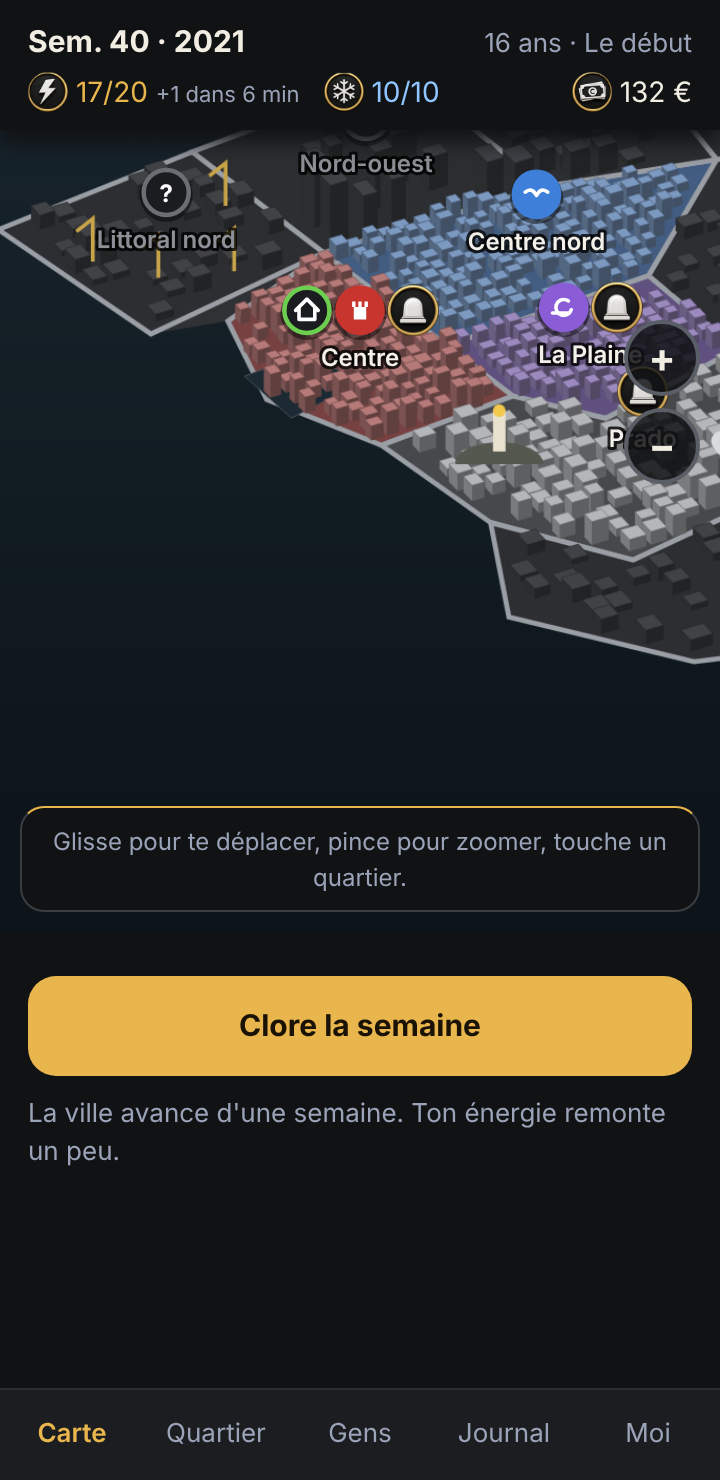 Sem. 40 · 2021
16 ans · Le début
17/20 +1 dans 6 min
10/10
132 €
Nord-ouest
?
Littoral nord
Centre nord
Centre
La Plaine
+
Prado
−
Glisse pour te déplacer, pince pour zoomer, touche un
quartier.
Clore la semaine
La ville avance d'une semaine. Ton énergie remonte
un peu.
Carte
Quartier
Gens
Journal
Moi